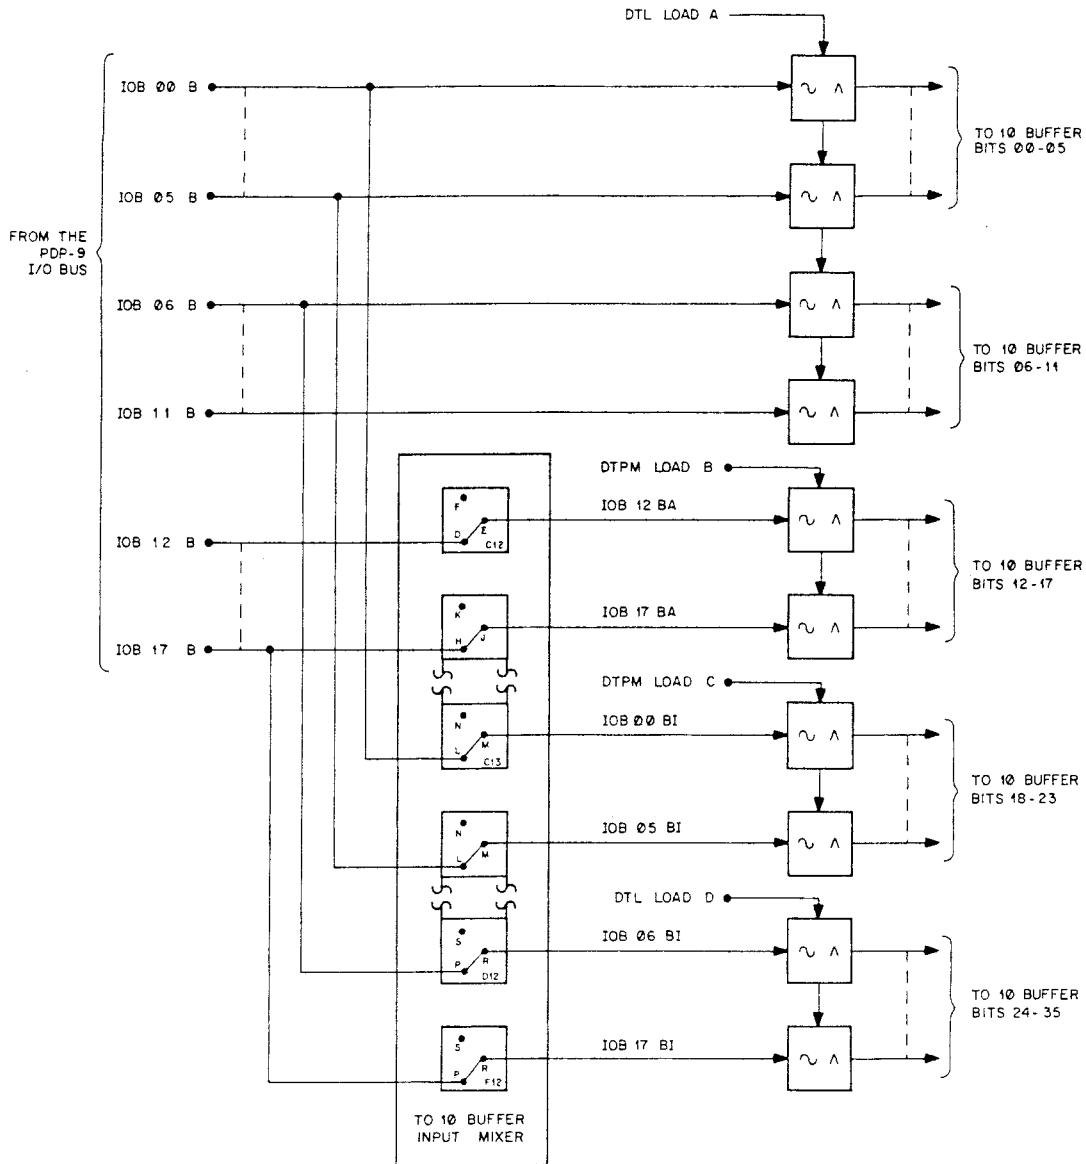 DTL LOAD A
IOB 00 B
TO 10 BUFFER
BITS 00-05
IOB 05 B
FROM THE
PDP-9
I/O BUS
IOB 06 B
TO 10 BUFFER
BITS 06-11
IOB 11 B
DTPM LOAD B
F
IOB 12 BA
D E
C12
IOB 12 B
TO 10 BUFFER
BITS 12-17
K
IOB 17 BA
H J
IOB 17 B
DTPM LOAD C
N
IOB 00 BI
L M
C13
TO 10 BUFFER
BITS 18-23
N
IOB 05 BI
L M
DTL LOAD D
S
IOB 06 BI
P R
D12
TO 10 BUFFER
BITS 24-35
S
IOB 17 BI
P R
F12
TO 10 BUFFER
INPUT MIXER